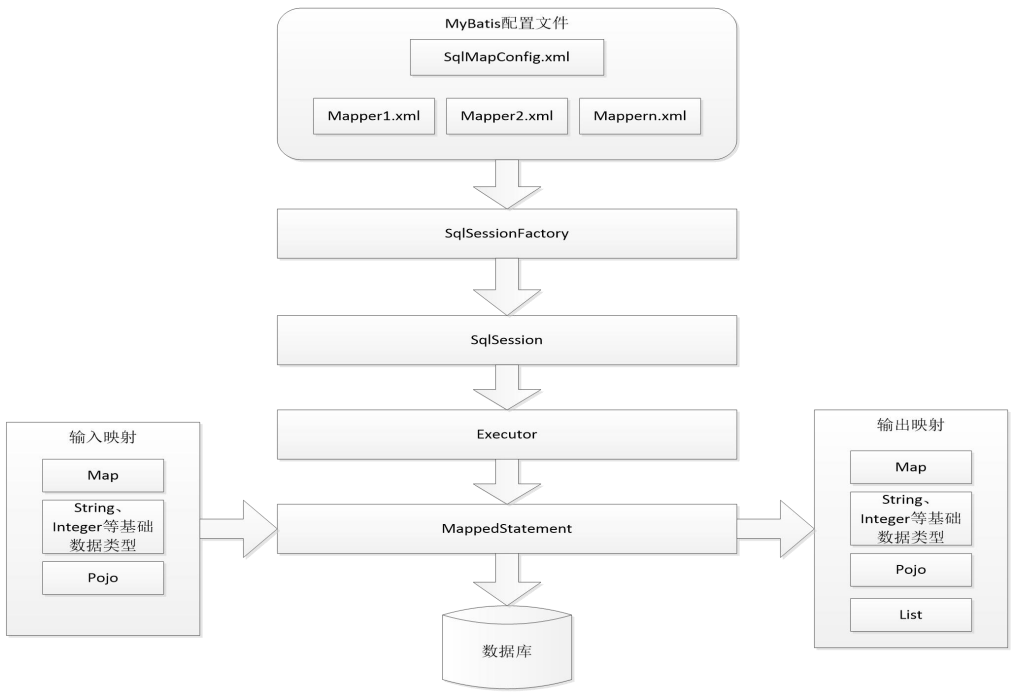 MyBatis配置文件
SqlMapConfig.xml
Mapper1.xml
Mapper2.xml
Mappern.xml
SqlSessionFactory
SqlSession
Executor
输入映射
Map
String、
Integer等基础
数据类型
Pojo
MappedStatement
输出映射
Map
String、
Integer等基础
数据类型
Pojo
List
数据库